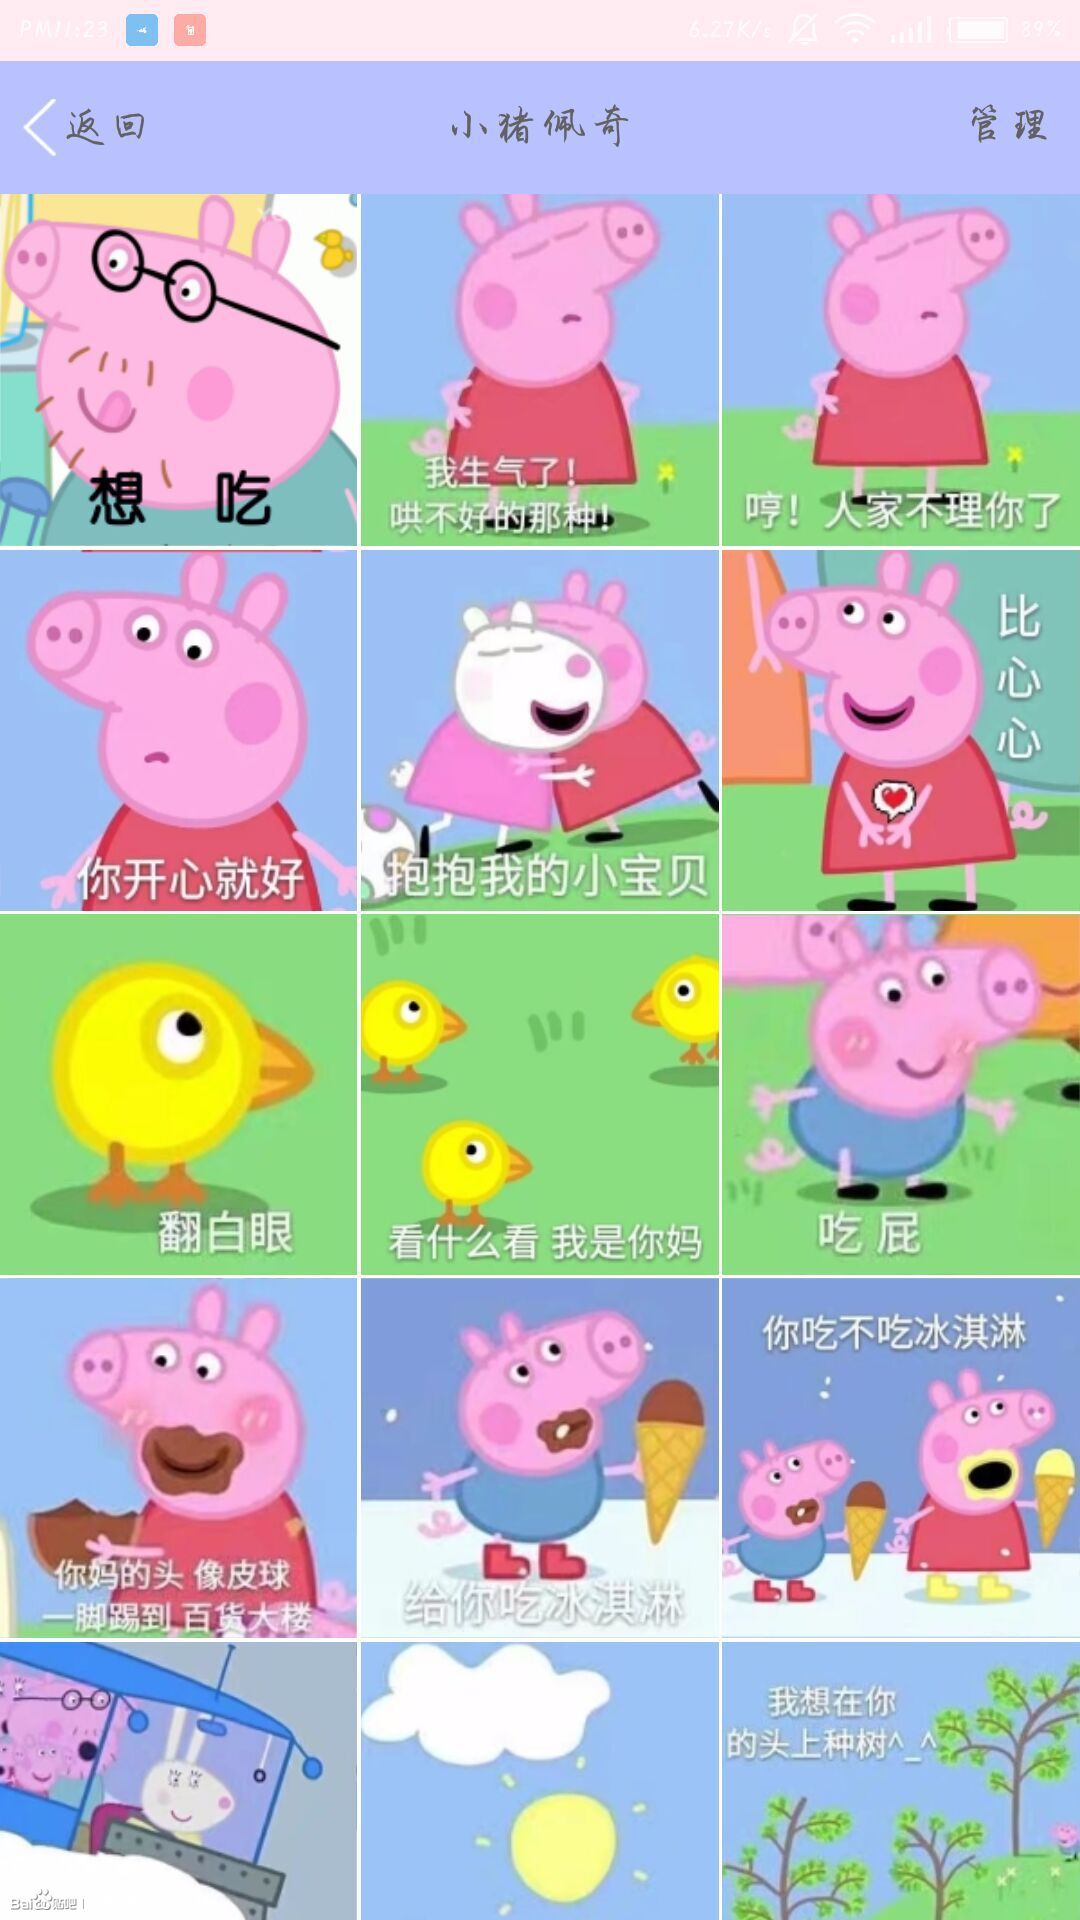 PM11:23
6.27K/s
89%
返回
小猪佩奇
管理
想 吃
我生气了！
哄不好的那种！
哼！人家不理你了
你开心就好
抱抱我的小宝贝
比
心
心
翻白眼
看什么看 我是你妈
吃 屁
你妈的头 像皮球
一脚踢到 百货大楼
给你吃冰淇淋
你吃不吃冰淇淋
我想在你
的头上种树^_^
Bai贴吧